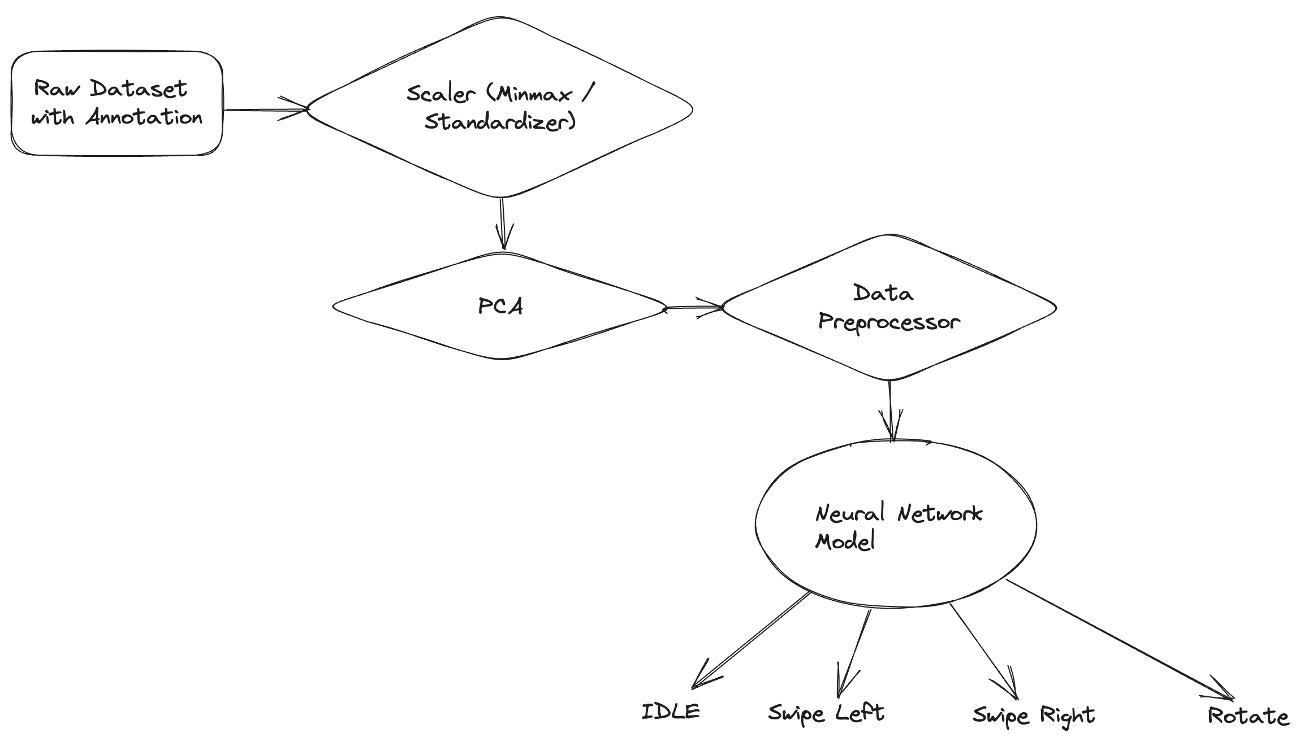 Raw Dataset
with Annotation
Scaler (Minmax /
Standardizer)
PCA
Data
Preprocessor
Neural Network
Model
IDLE
Swipe Left
Swipe Right
Rotate